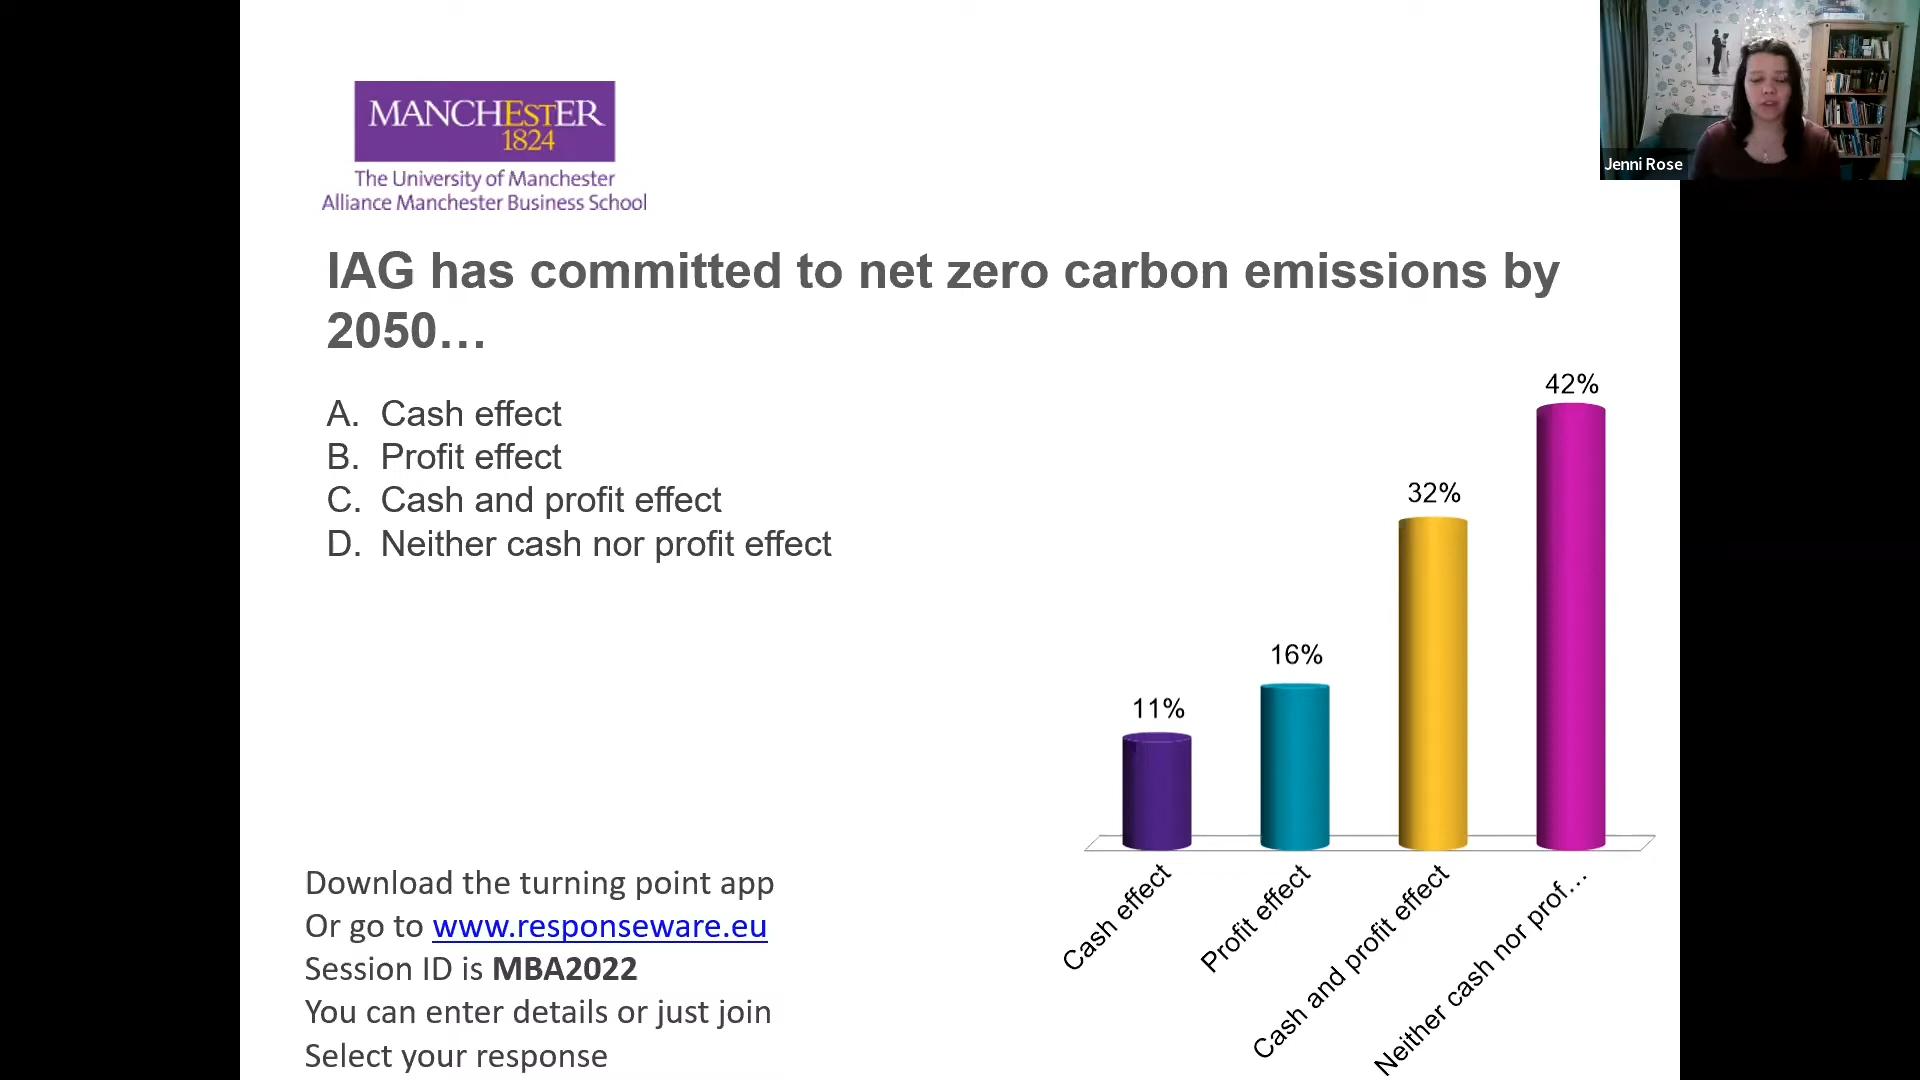 MANCHESTER
1824
The University of Manchester
Alliance Manchester Business School
Jenni Rose
IAG has committed to net zero carbon emissions by
2050…
A. Cash effect
B. Profit effect
C. Cash and profit effect
D. Neither cash nor profit effect
11%
16%
32%
42%
Cash effect
Profit effect
Cash and profit effect
Neither cash nor prof…
Download the turning point app
Or go to www.responseware.eu
Session ID is MBA2022
You can enter details or just join
Select your response